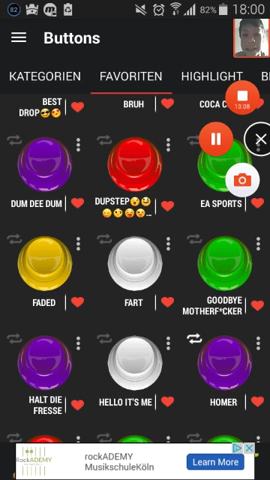 82
82%
18:00
Buttons
KATEGORIEN
FAVORITEN
HIGHLIGHT
BEST
DROP😎😏
BRUH
COCA C
13:08
DUM DEE DUM
DUPSTEP
EA SPORTS
FADED
FART
GOODBYE
MOTHERF*CKER
HALT DIE
FRESSE
HELLO IT'S ME
HOMER
rockADEMY
rockADEMY
MusikschuleKöln
Learn More